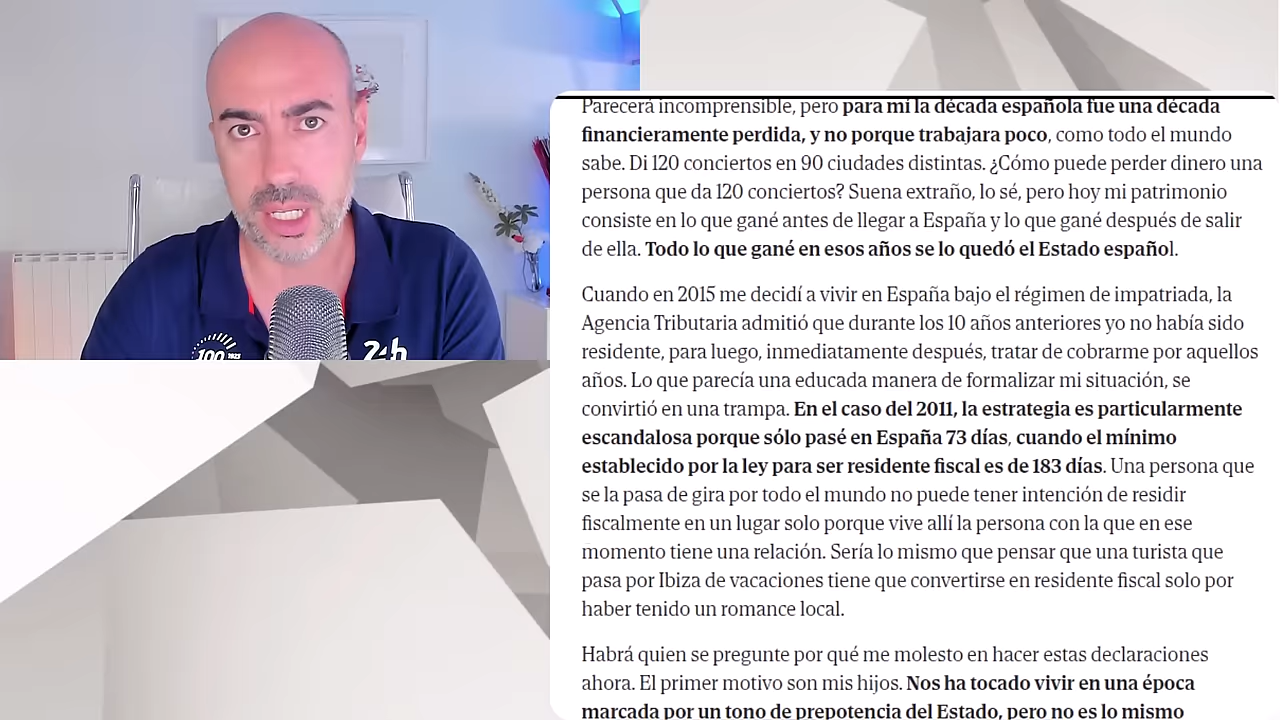 100 1923
24h
Parecerá incomprensible, pero para mí la década española fue una década
financieramente perdida, y no porque trabajara poco, como todo el mundo
sabe. Di 120 conciertos en 90 ciudades distintas. ¿Cómo puede perder dinero una
persona que da 120 conciertos? Suena extraño, lo sé, pero hoy mi patrimonio
consiste en lo que gané antes de llegar a España y lo que gané después de salir
de ella. Todo lo que gané en esos años se lo quedó el Estado español.
Cuando en 2015 me decidí a vivir en España bajo el régimen de impatriada, la
Agencia Tributaria admitió que durante los 10 años anteriores yo no había sido
residente, para luego, inmediatamente después, tratar de cobrarme por aquellos
años. Lo que parecía una educada manera de formalizar mi situación, se
convirtió en una trampa. En el caso del 2011, la estrategia es particularmente
escandalosa porque sólo pasé en España 73 días, cuando el mínimo
establecido por la ley para ser residente fiscal es de 183 días. Una persona que
se la pasa de gira por todo el mundo no puede tener intención de residir
fiscalmente en un lugar solo porque vive allí la persona con la que en ese
momento tiene una relación. Sería lo mismo que pensar que una turista que
pasa por Ibiza de vacaciones tiene que convertirse en residente fiscal solo por
haber tenido un romance local.
Habrá quien se pregunte por qué me molesto en hacer estas declaraciones
ahora. El primer motivo son mis hijos. Nos ha tocado vivir en una época
marcada por un tono de prepotencia del Estado, pero no es lo mismo